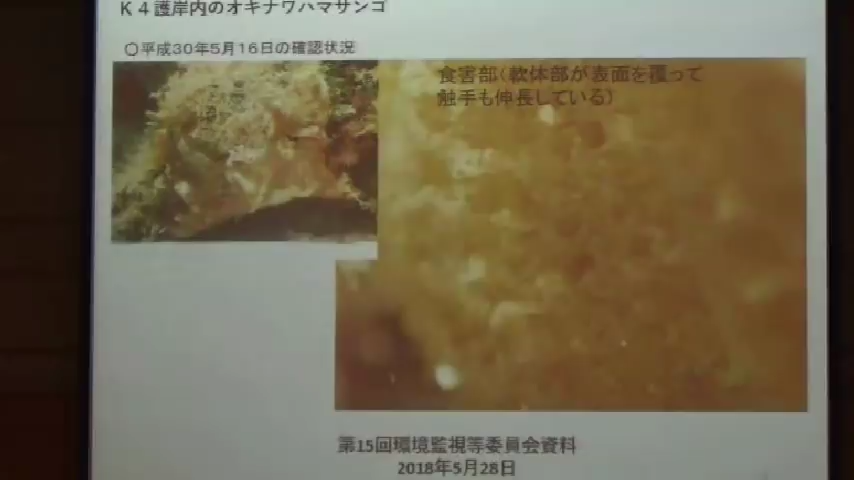 K4護岸内のオキナワハマサンゴ
○平成30年5月16日の確認状況
食害部(軟体部が表面を覆って
触手も伸長している)
第15回環境監視等委員会資料
2018年5月28日